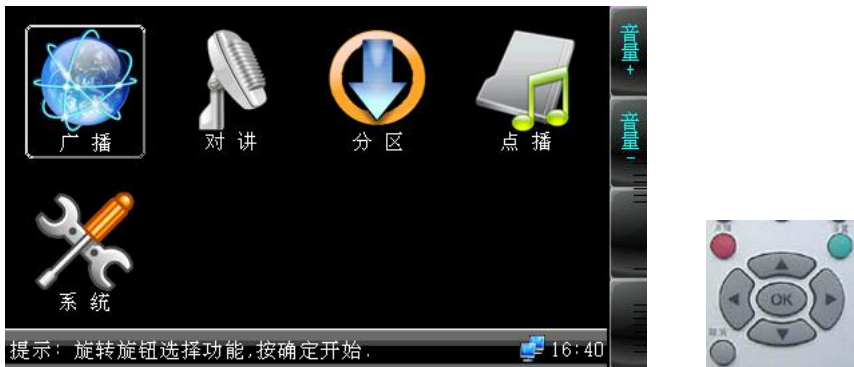 广播
对讲
分区
点播
系统
音量+
音量-
提示: 旋转旋钮选择功能,按确定开始.
16:40
OK